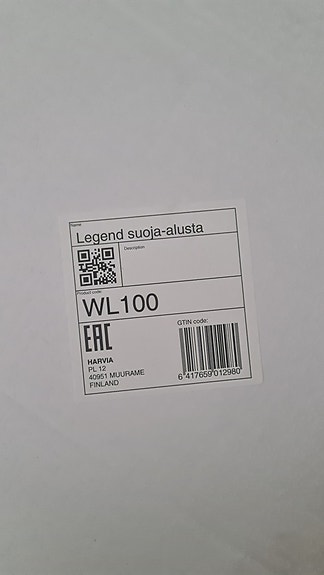 Name
Legend suoja-alusta
Description
Product code:
WL100
EAC
GTIN code:
HARVIA
PL 12
40951 MUURAME
FINLAND
6 417659 012980